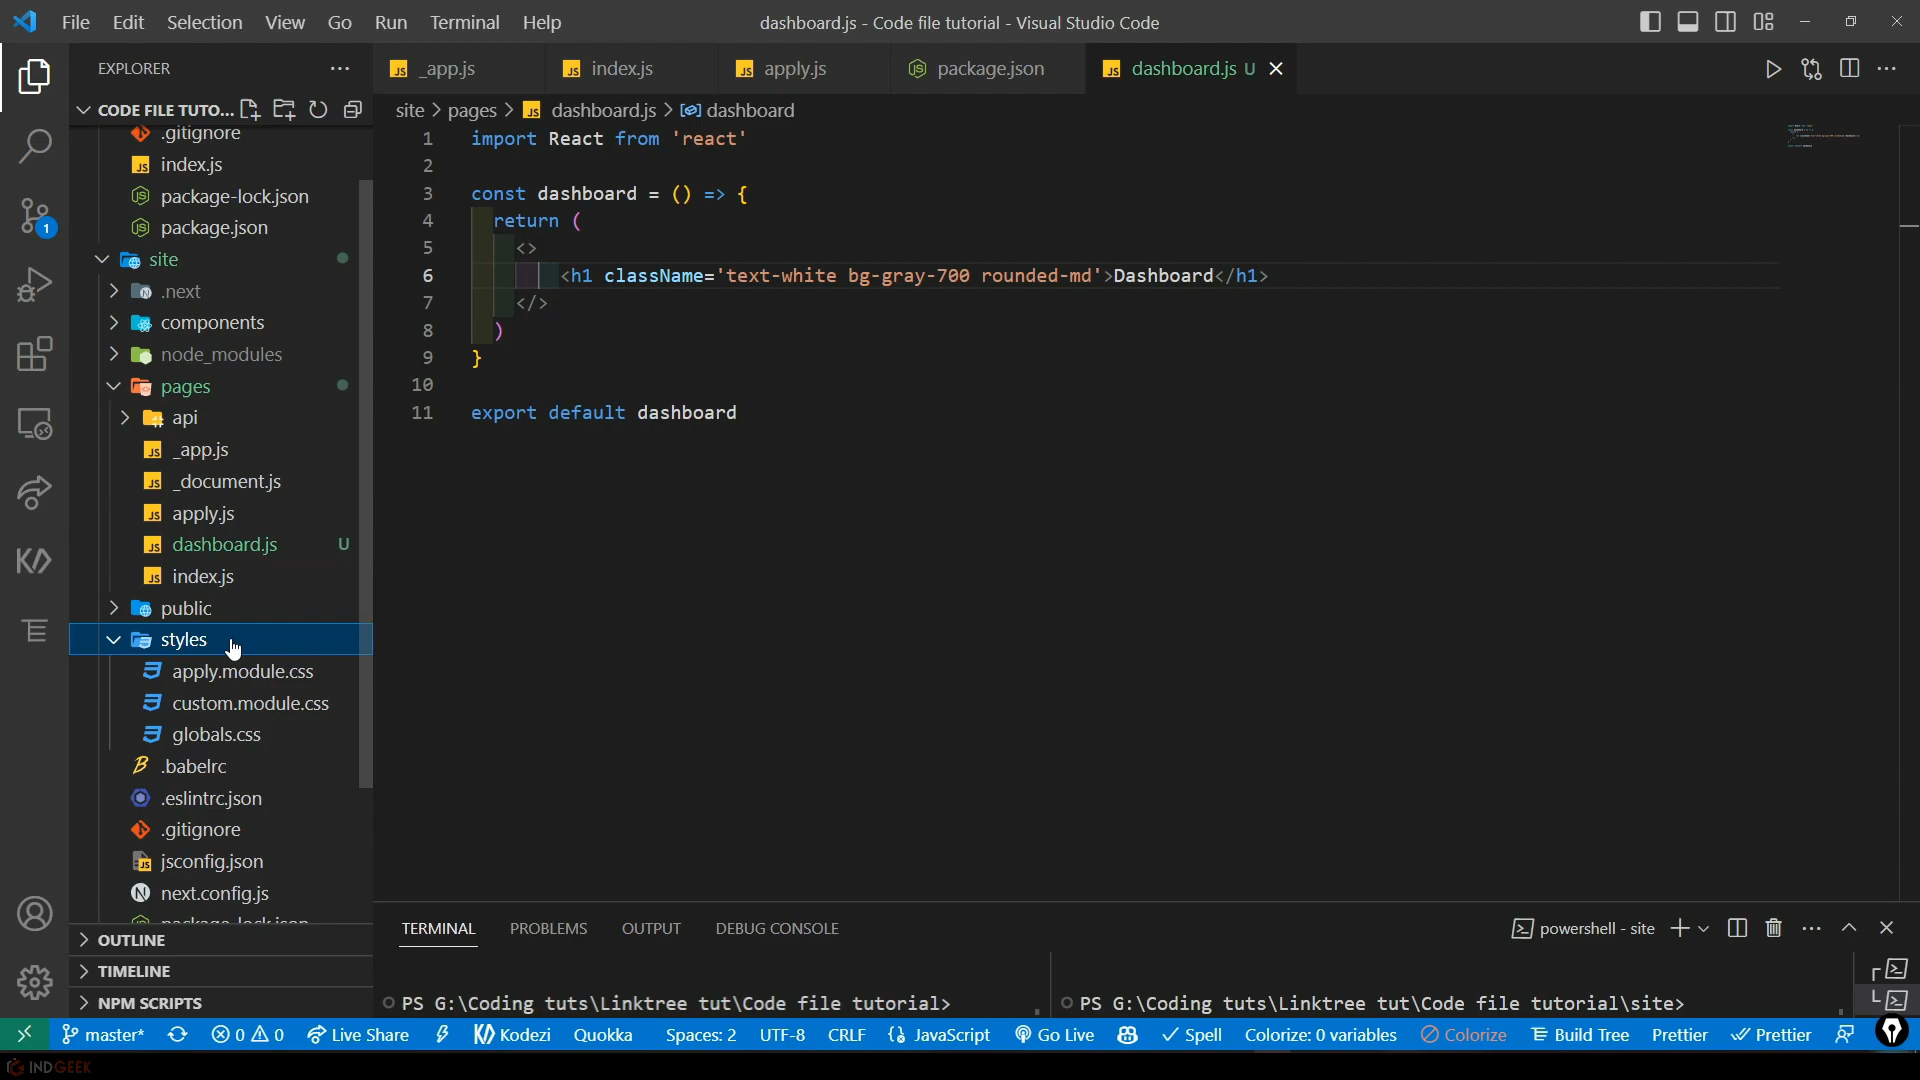 File Edit Selection View Go Run Terminal Help
dashboard.js - Code file tutorial - Visual Studio Code
EXPLORER
CODE FILE TUTO...
.gitignore
index.js
package-lock.json
package.json
site
.next
components
node_modules
pages
api
_app.js
_document.js
apply.js
dashboard.js U
index.js
public
styles
apply.module.css
custom.module.css
globals.css
.babelrc
.eslintrc.json
.gitignore
jsconfig.json
next.config.js
package-lock.json
OUTLINE
TIMELINE
NPM SCRIPTS
_app.js index.js apply.js package.json dashboard.js U
site > pages > dashboard.js > dashboard
1 import React from 'react'
2
3 const dashboard = () => {
4 return (
5 <>
6 <h1 className='text-white bg-gray-700 rounded-md'>Dashboard</h1>
7 </>
8 )
9 }
10
11 export default dashboard
TERMINAL PROBLEMS OUTPUT DEBUG CONSOLE
powershell - site
PS G:\Coding tuts\Linktree tut\Code file tutorial>
PS G:\Coding tuts\Linktree tut\Code file tutorial\site>
1
master* 0 0 Live Share Kodezi Quokka Spaces: 2 UTF-8 CRLF JavaScript Go Live Spell Colorize: 0 variables Colorize Build Tree Prettier Prettier
INDGEEK